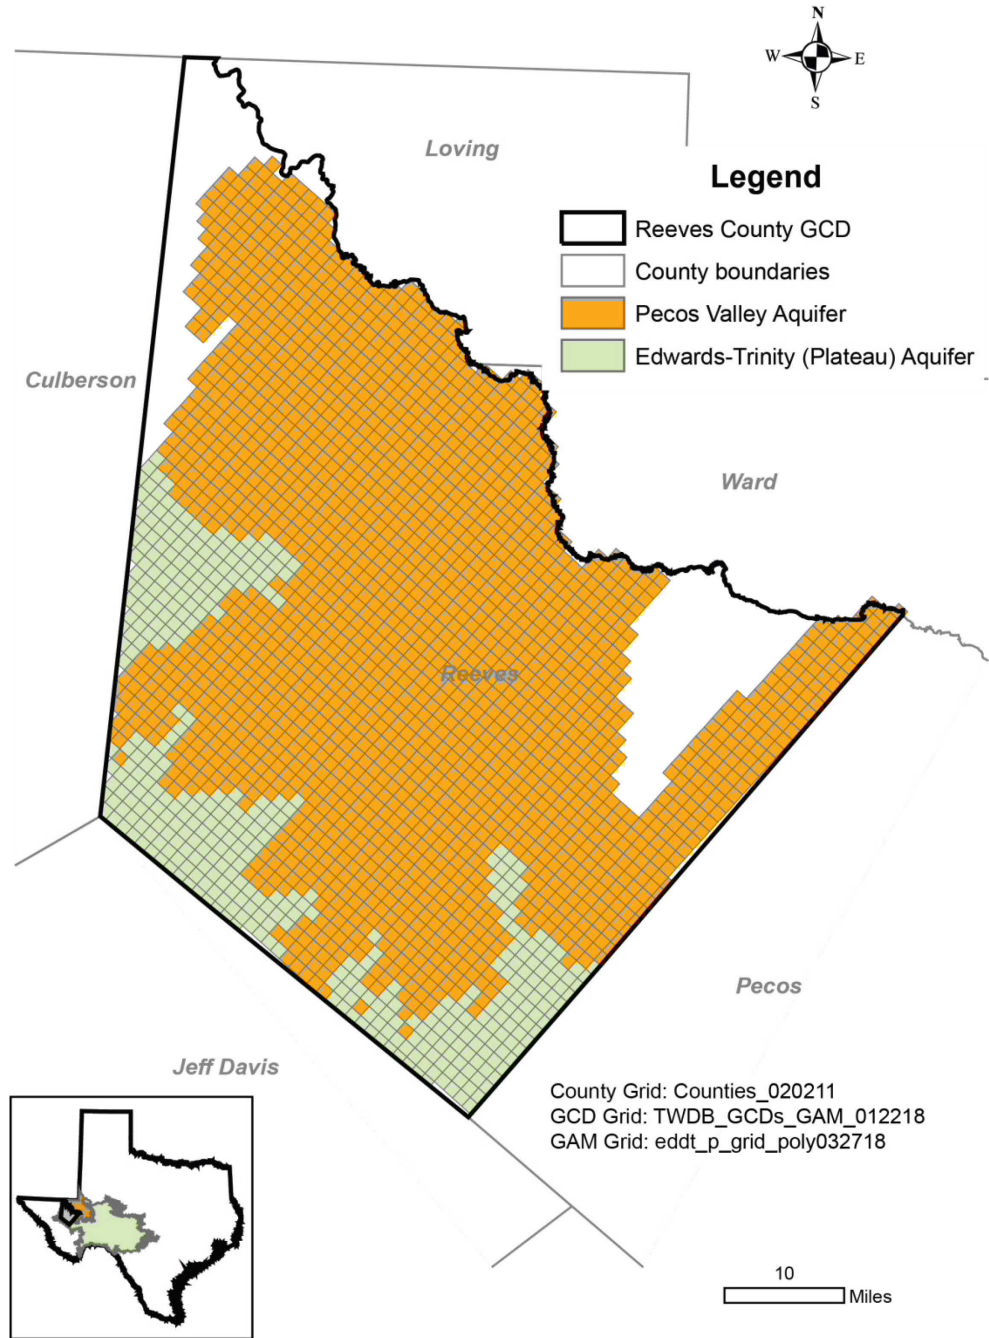 N
W E
S
Loving
Legend
Reeves County GCD
County boundaries
Pecos Valley Aquifer
Edwards-Trinity (Plateau) Aquifer
Culberson
Ward
Reeves
Pecos
Jeff Davis
County Grid: Counties_020211
GCD Grid: TWDB_GCDs_GAM_012218
GAM Grid: eddt_p_grid_poly032718
10
Miles